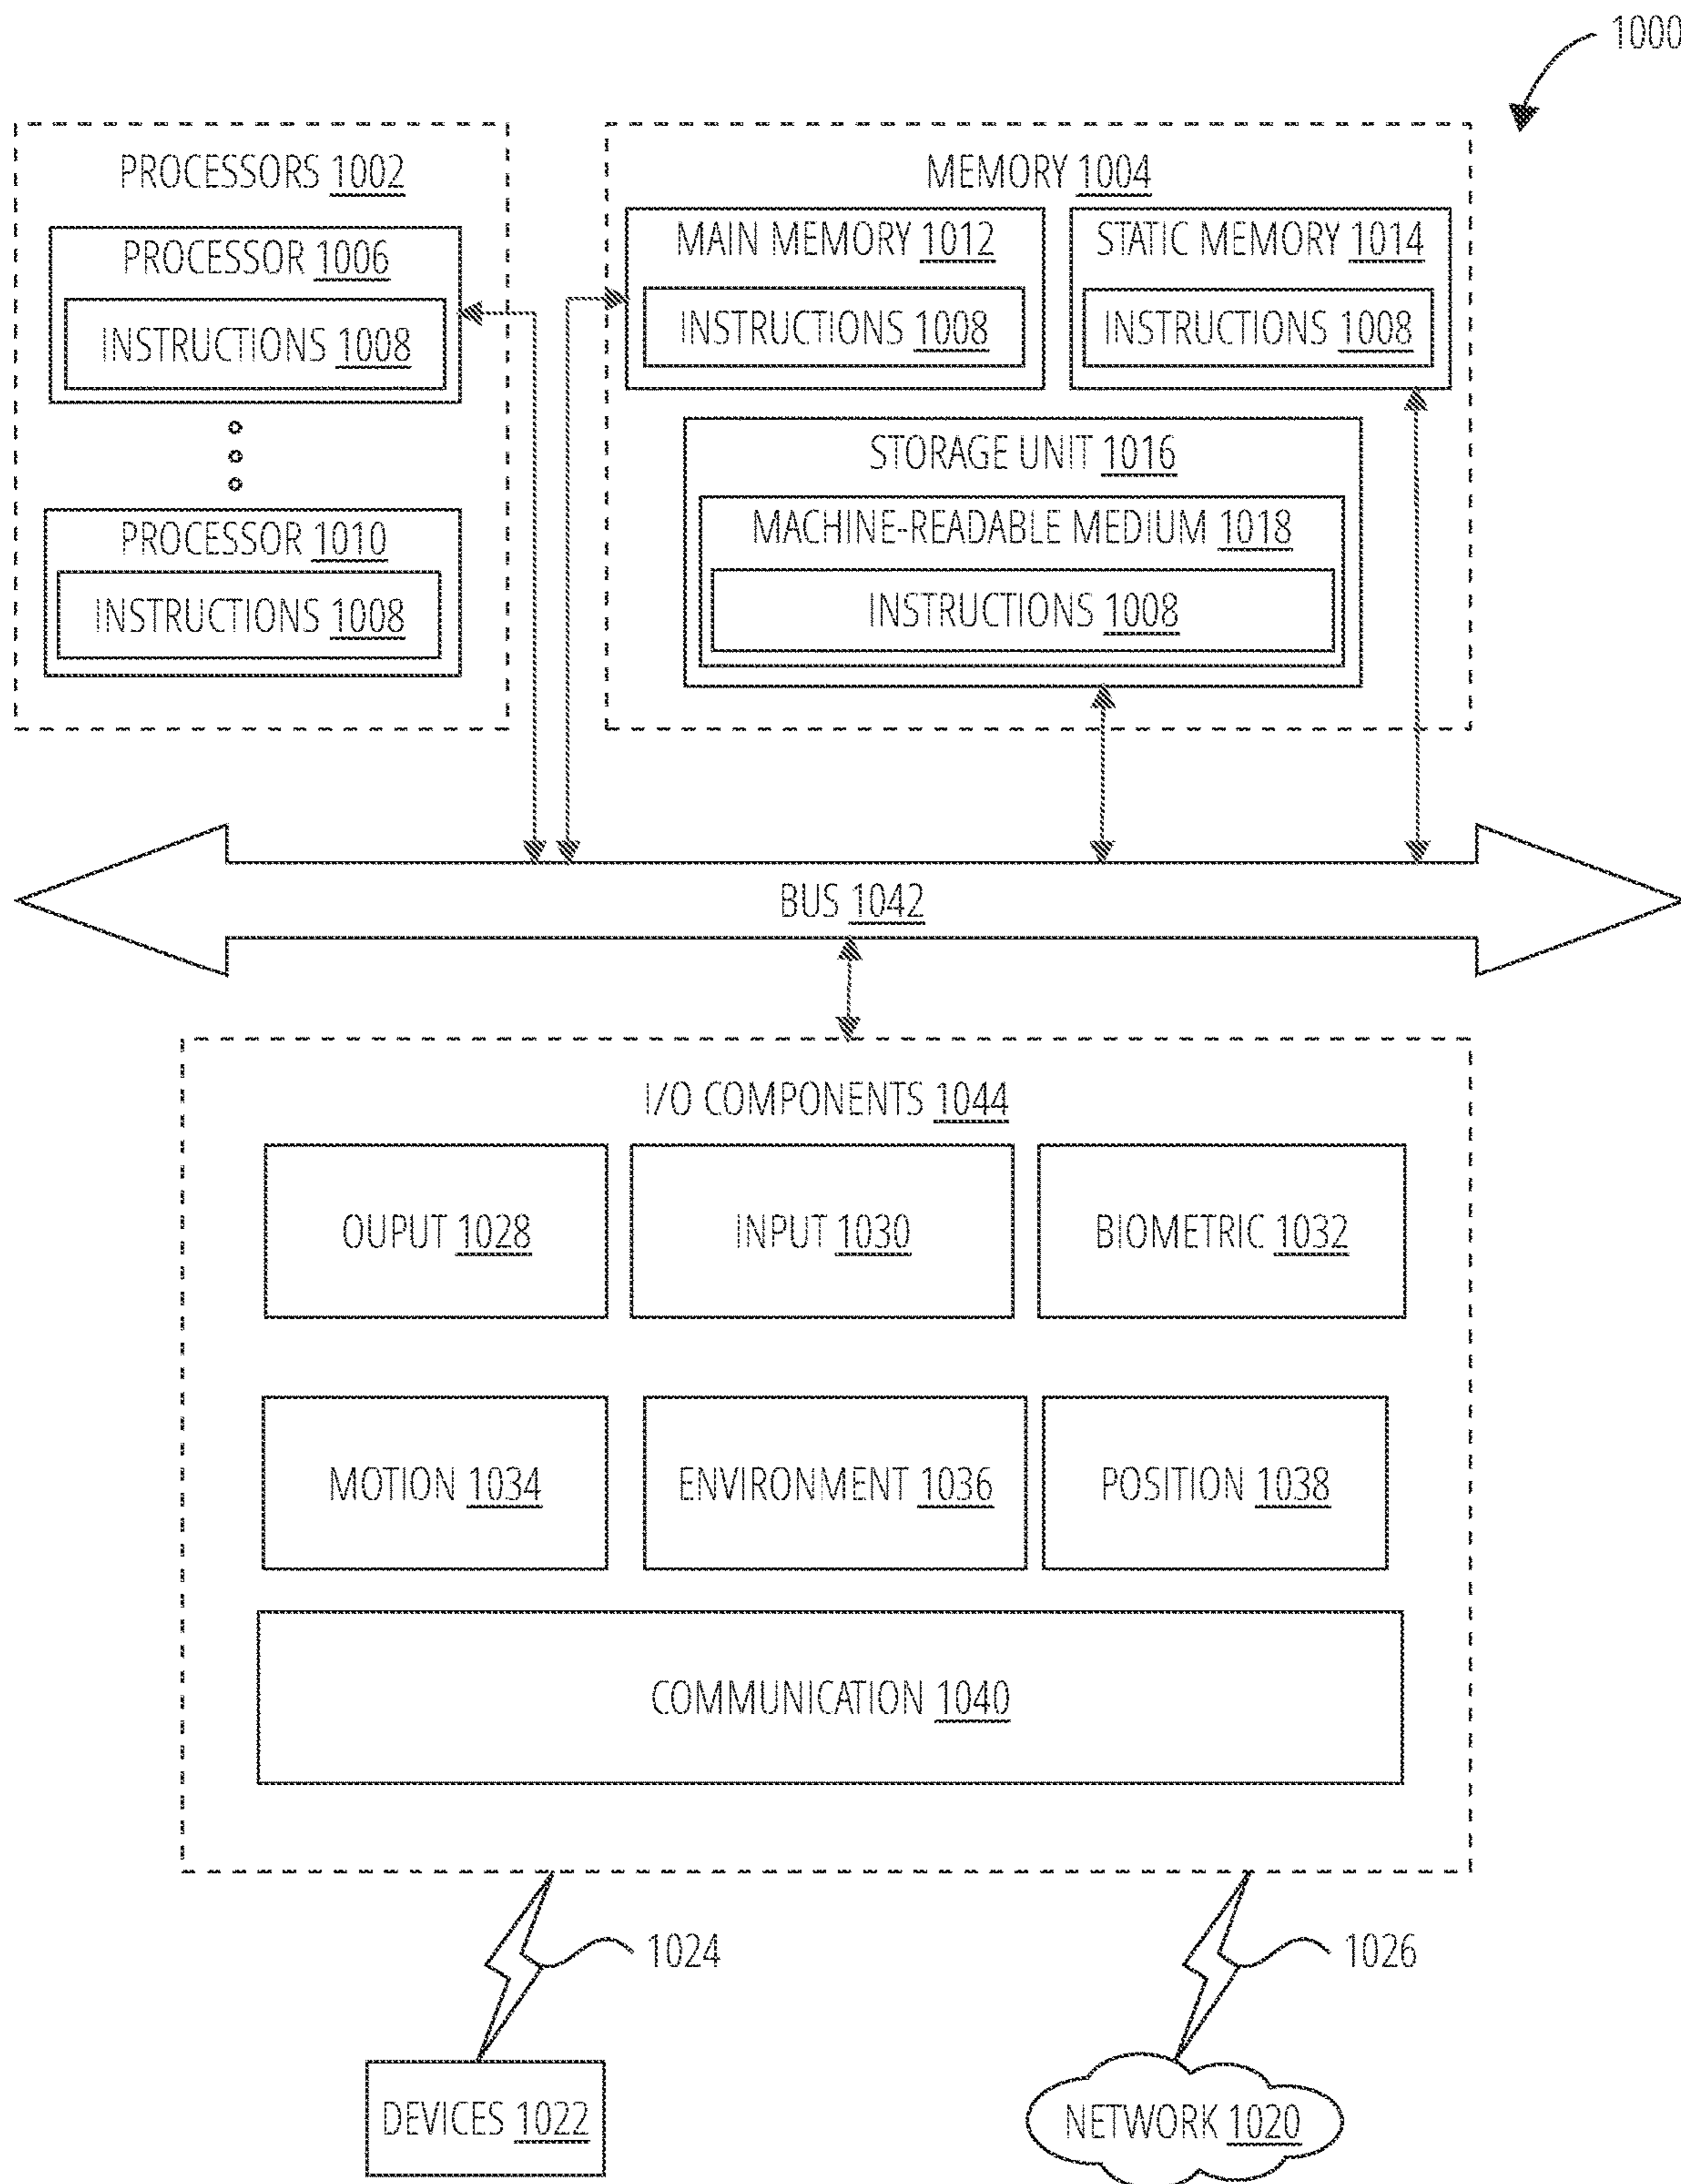 1000
PROCESSORS 1002
PROCESSOR 1006
INSTRUCTIONS 1008
PROCESSOR 1010
INSTRUCTIONS 1008
MEMORY 1004
MAIN MEMORY 1012
INSTRUCTIONS 1008
STATIC MEMORY 1014
INSTRUCTIONS 1008
STORAGE UNIT 1016
MACHINE-READABLE MEDIUM 1018
INSTRUCTIONS 1008
BUS 1042
I/O COMPONENTS 1044
OUPUT 1028
INPUT 1030
BIOMETRIC 1032
MOTION 1034
ENVIRONMENT 1036
POSITION 1038
COMMUNICATION 1040
1024
1026
DEVICES 1022
NETWORK 1020